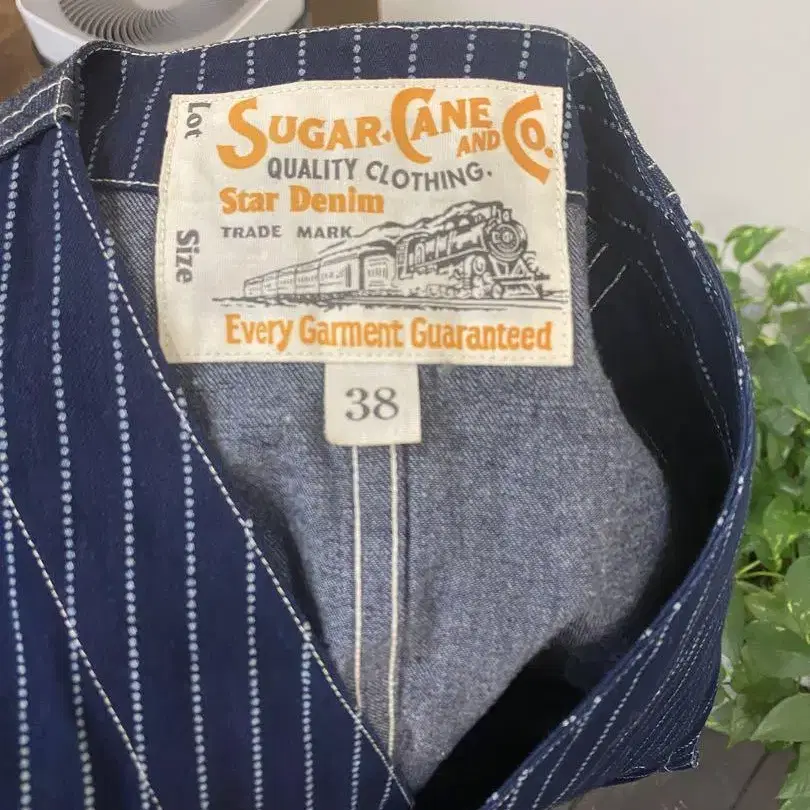 Lot
SUGAR CANE AND CO.
QUALITY CLOTHING.
Star Denim
TRADE MARK
Size
Every Garment Guaranteed
38